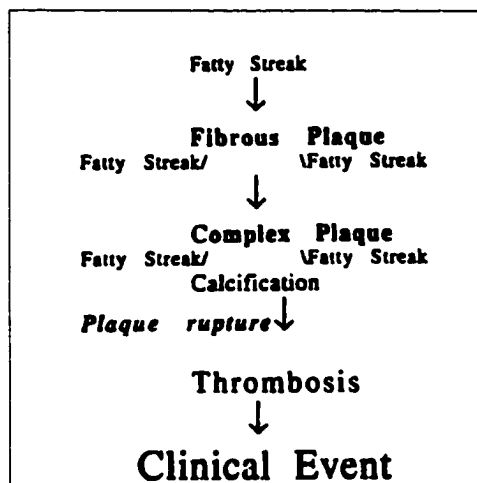 Fatty Streak
↓
Fibrous Plaque
Fatty Streak/ \Fatty Streak
↓
Complex Plaque
Fatty Streak/ \Fatty Streak
Calcification
Plaque rupture ↓
Thrombosis
↓
Clinical Event